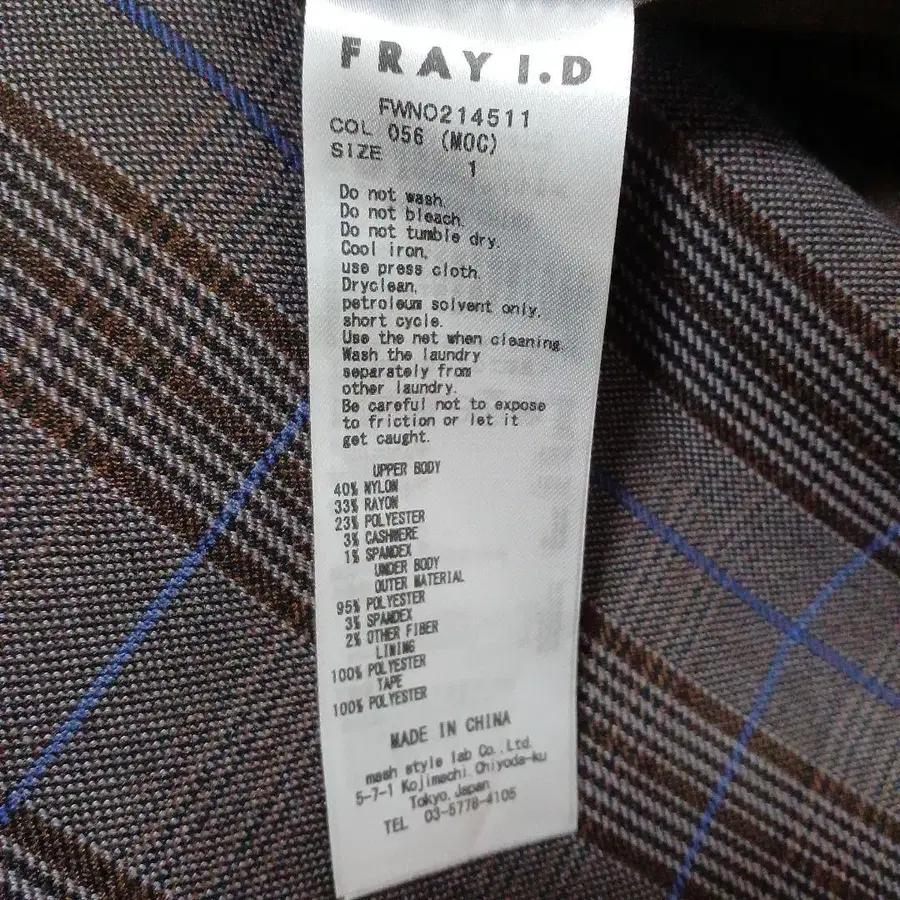 FRAY I.D
FWNO214511
COL 056 (MOC)
SIZE 1
Do not wash.
Do not bleach.
Do not tumble dry.
Cool iron,
use press cloth.
Dryclean,
petroleum solvent only.
short cycle.
Use the net when cleaning.
Wash the laundry
separately from
other laundry.
Be careful not to expose
to friction or let it
get caught.
UPPER BODY
40% NYLON
33% RAYON
23% POLYESTER
3% CASHMERE
1% SPANDEX
UNDER BODY
OUTER MATERIAL
95% POLYESTER
3% SPANDEX
2% OTHER FIBER
LINING
100% POLYESTER
TAPE
100% POLYESTER
MADE IN CHINA
mash style lab Co., Ltd.
5-7-1 Kojimachi, Chiyoda-ku
Tokyo, Japan
TEL 03-5778-4105